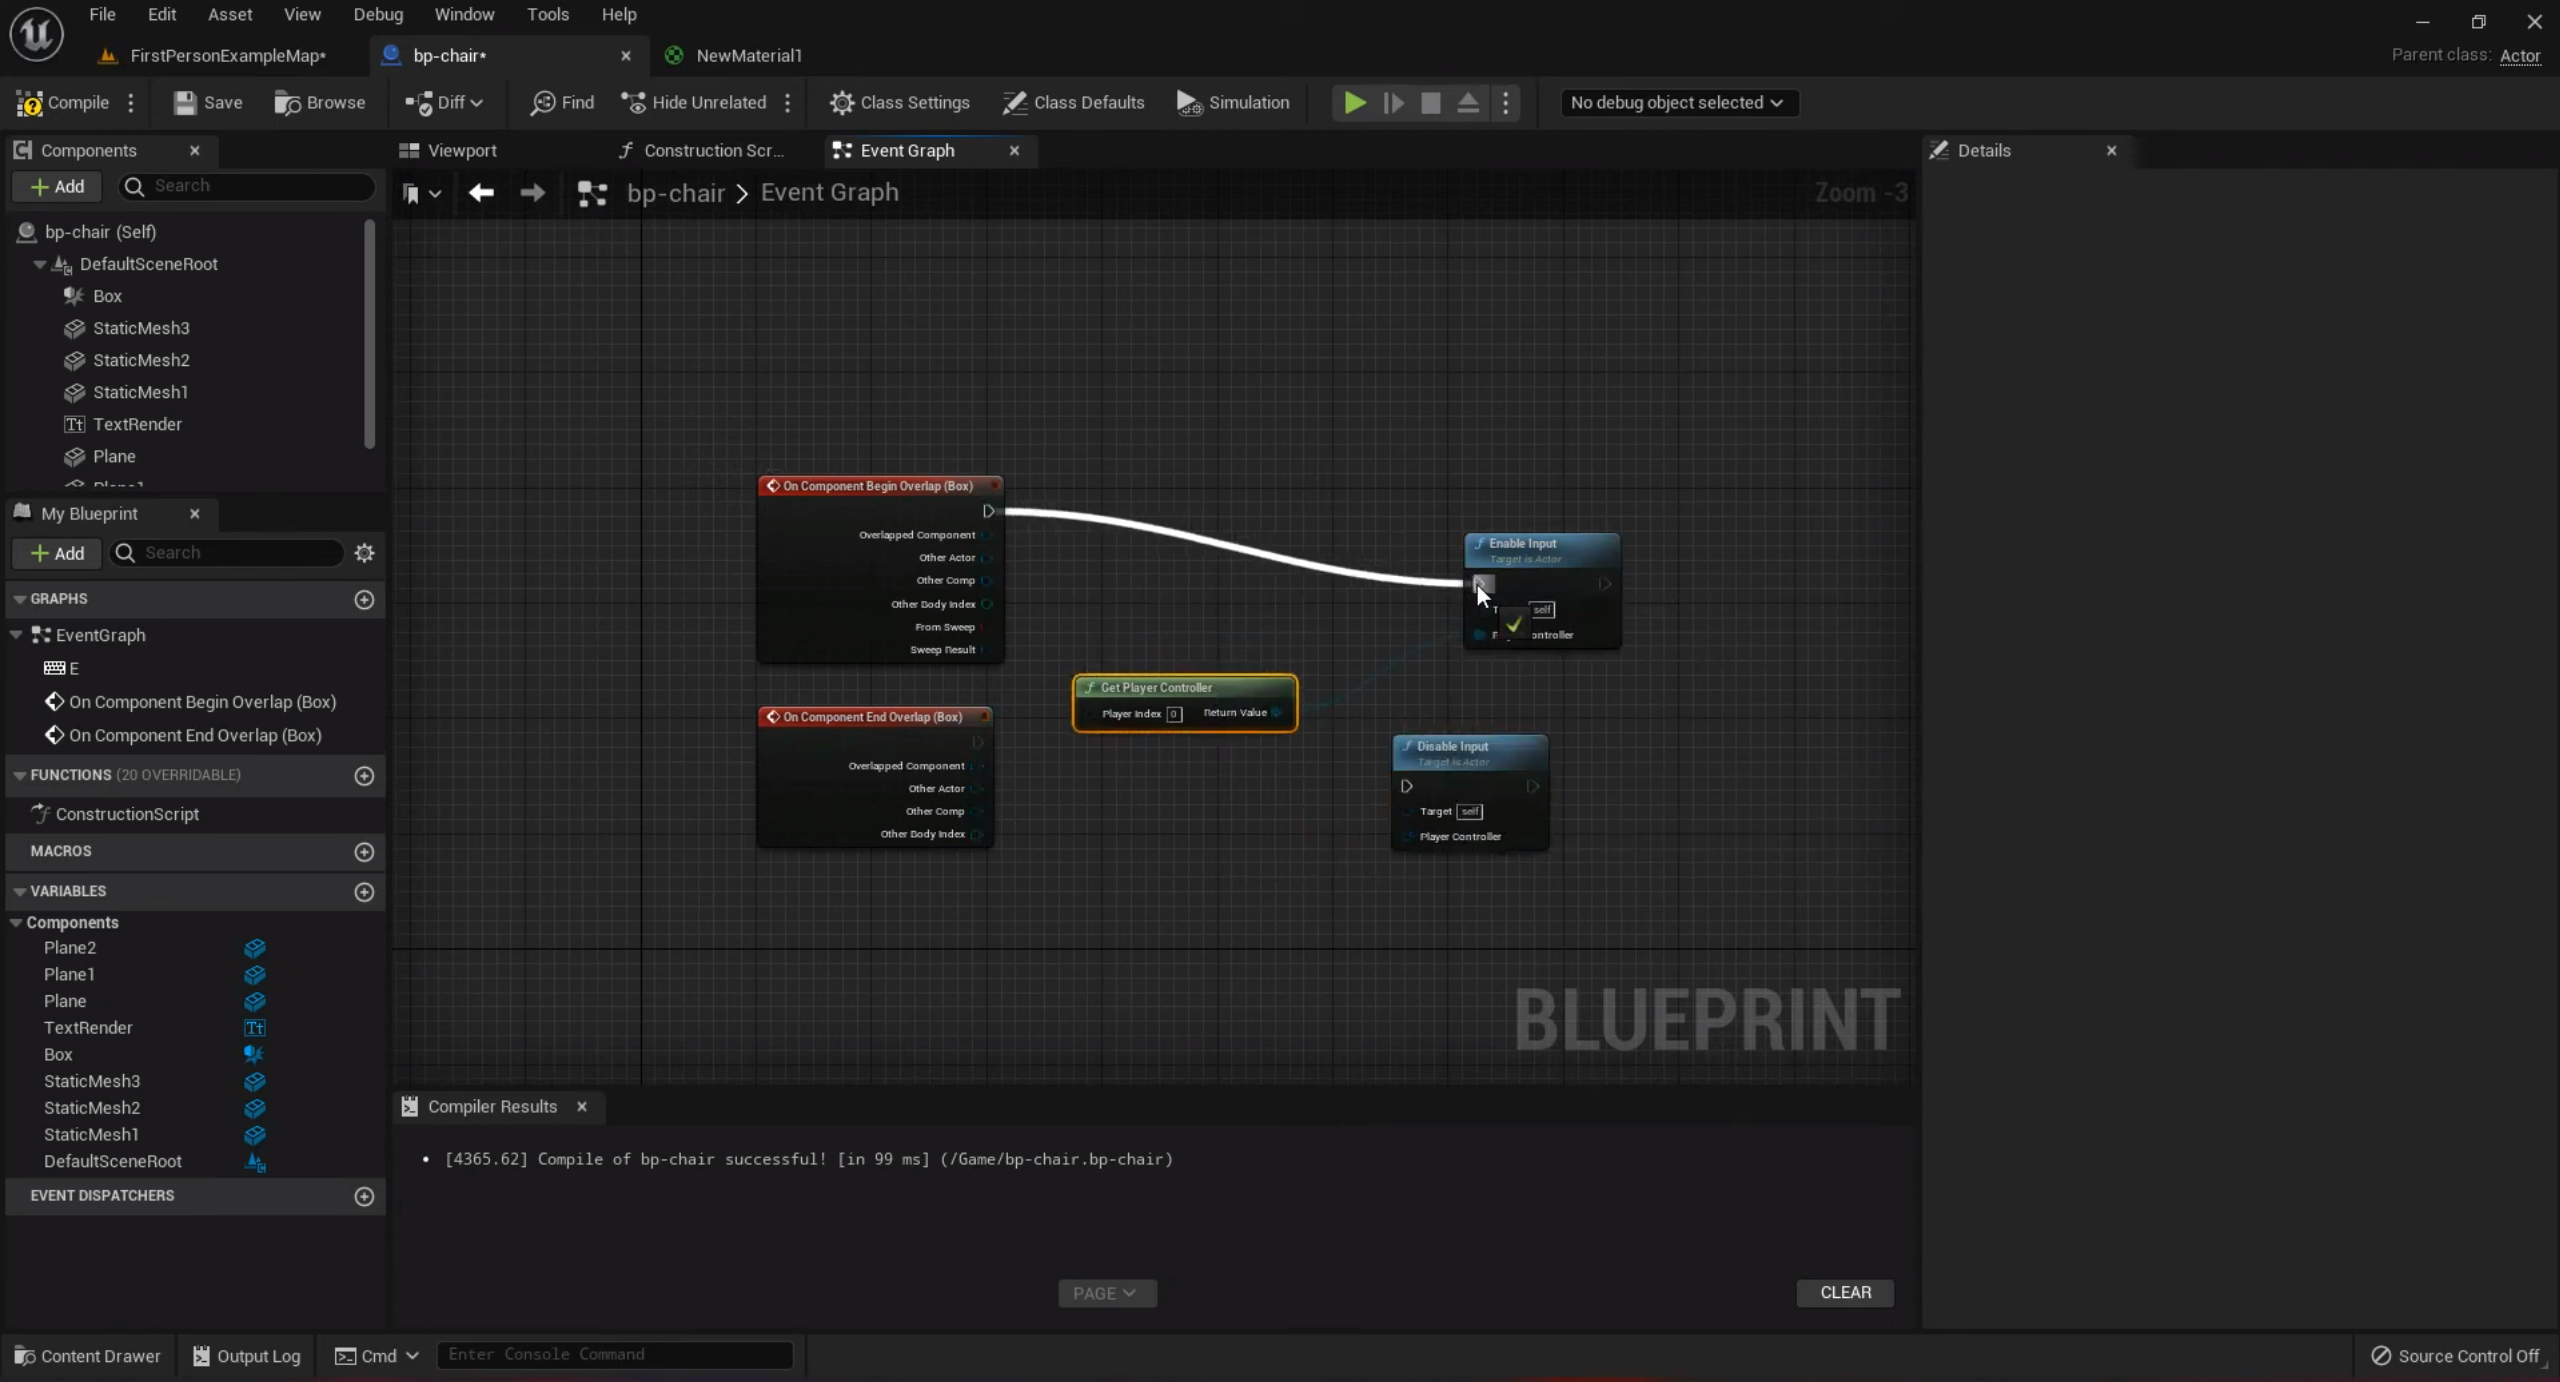 File Edit Asset View Debug Window Tools Help
FirstPersonExampleMap* bp-chair* NewMaterial1
Parent class: Actor
Compile Save Browse Diff Find Hide Unrelated Class Settings Class Defaults Simulation No debug object selected
Components Viewport Construction Scr... Event Graph Details
Add Search
bp-chair > Event Graph Zoom -3
bp-chair (Self)
DefaultSceneRoot
Box
StaticMesh3
StaticMesh2
StaticMesh1
TextRender
Plane
My Blueprint
Add Search
GRAPHS
EventGraph
E
On Component Begin Overlap (Box)
On Component End Overlap (Box)
FUNCTIONS (20 OVERRIDABLE)
ConstructionScript
MACROS
VARIABLES
Components
Plane2
Plane1
Plane
TextRender
Box
StaticMesh3
StaticMesh2
StaticMesh1
DefaultSceneRoot
EVENT DISPATCHERS
On Component Begin Overlap (Box)
Overlapped Component
Other Actor
Other Comp
Other Body Index
From Sweep
Sweep Result
Enable Input
Target is Actor
self
Get Player Controller
Player Index 0 Return Value
On Component End Overlap (Box)
Overlapped Component
Other Actor
Other Comp
Other Body Index
Disable Input
Target is Actor
Target self
Player Controller
BLUEPRINT
Compiler Results
• [4365.62] Compile of bp-chair successful! [in 99 ms] (/Game/bp-chair.bp-chair)
PAGE CLEAR
Content Drawer Output Log Cmd Enter Console Command Source Control Off